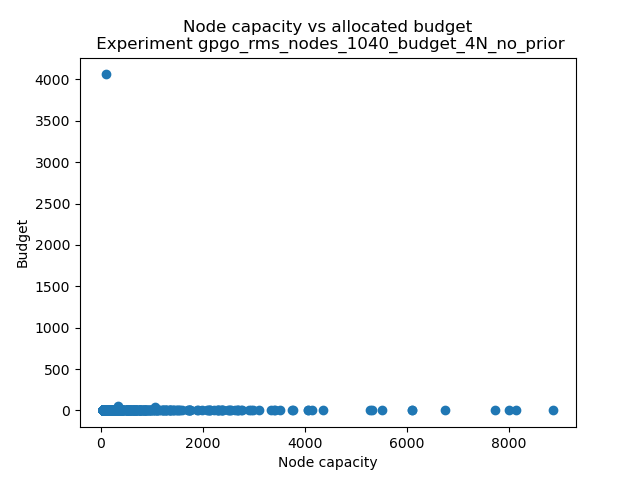 Node capacity vs allocated budget
Experiment gpgo_rms_nodes_1040_budget_4N_no_prior
4000
3500
3000
2500
2000
1500
1000
500
0
Budget
0 2000 4000 6000 8000
Node capacity